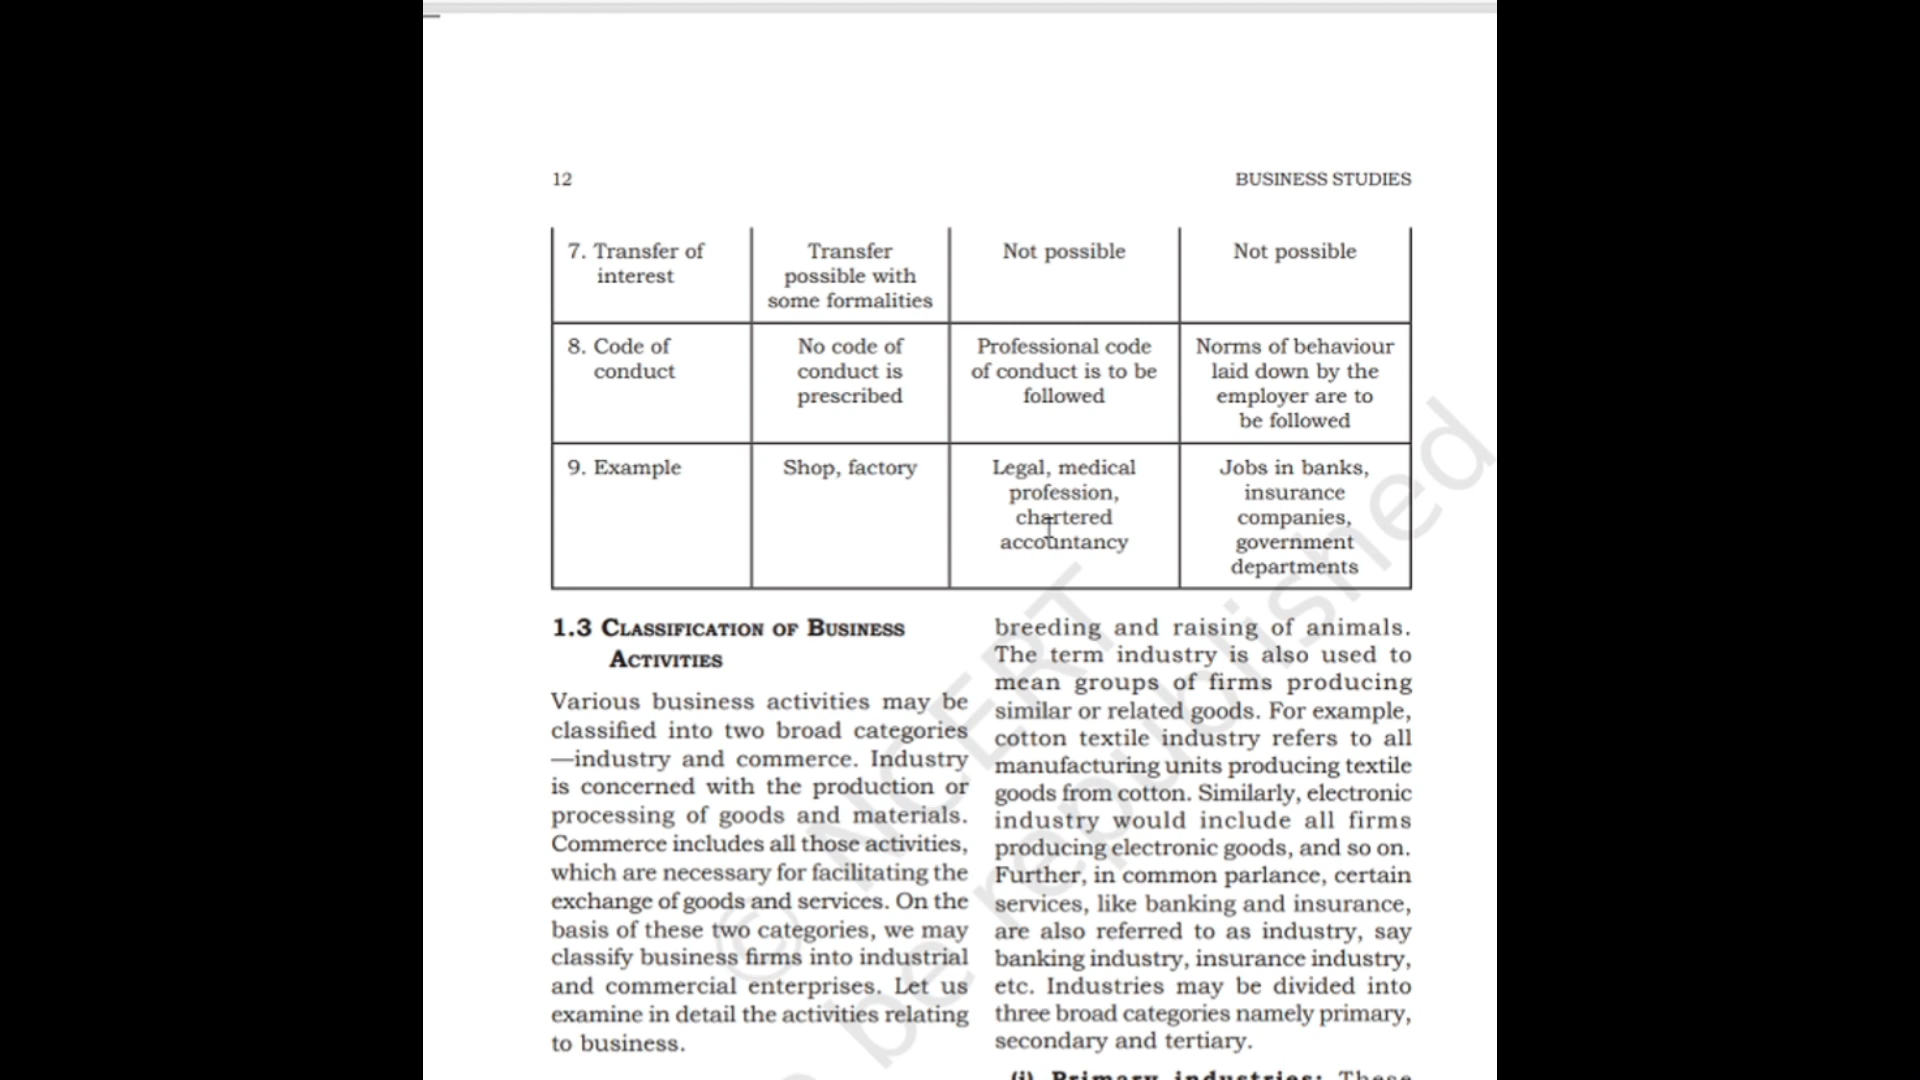 12
BUSINESS STUDIES
7. Transfer of
interest
Transfer
possible with
some formalities
Not possible
Not possible
8. Code of
conduct
No code of
conduct is
prescribed
Professional code
of conduct is to be
followed
Norms of behaviour
laid down by the
employer are to
be followed
9. Example
Shop, factory
Legal, medical
profession,
chartered
accountancy
Jobs in banks,
insurance
companies,
government
departments
1.3 CLASSIFICATION OF BUSINESS
ACTIVITIES
Various business activities may be
classified into two broad categories
—industry and commerce. Industry
is concerned with the production or
processing of goods and materials.
Commerce includes all those activities,
which are necessary for facilitating the
exchange of goods and services. On the
basis of these two categories, we may
classify business firms into industrial
and commercial enterprises. Let us
examine in detail the activities relating
to business.
breeding and raising of animals.
The term industry is also used to
mean groups of firms producing
similar or related goods. For example,
cotton textile industry refers to all
manufacturing units producing textile
goods from cotton. Similarly, electronic
industry would include all firms
producing electronic goods, and so on.
Further, in common parlance, certain
services, like banking and insurance,
are also referred to as industry, say
banking industry, insurance industry,
etc. Industries may be divided into
three broad categories namely primary,
secondary and tertiary.
(i) Primary industries: These
© NCERT
be republished